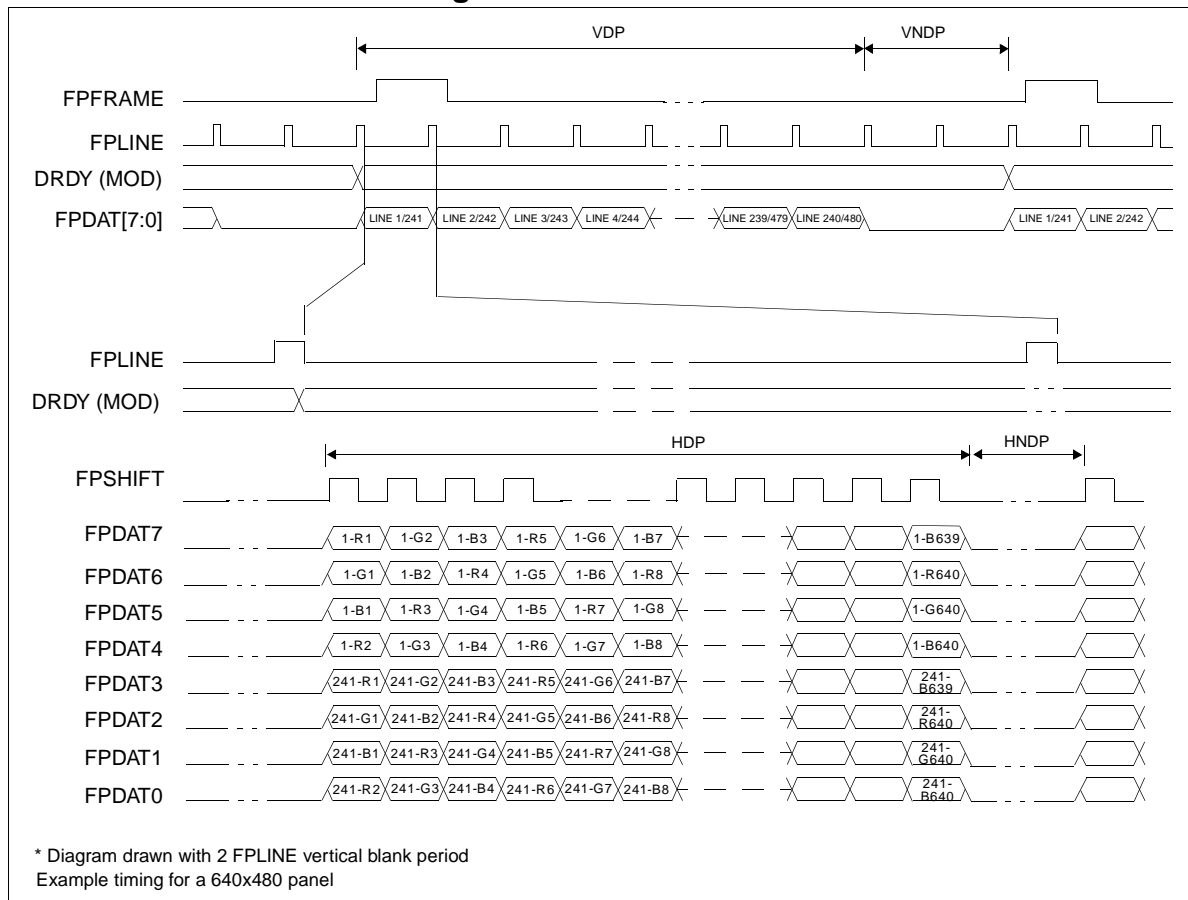 VDP VNDP
FPFRAME
FPLINE
DRDY (MOD)
FPDAT[7:0] LINE 1/241 LINE 2/242 LINE 3/243 LINE 4/244 LINE 239/479 LINE 240/480 LINE 1/241 LINE 2/242
FPLINE
DRDY (MOD)
HDP HNDP
FPSHIFT
FPDAT7 1-R1 1-G2 1-B3 1-R5 1-G6 1-B7 1-B639
FPDAT6 1-G1 1-B2 1-R4 1-G5 1-B6 1-R8 1-R640
FPDAT5 1-B1 1-R3 1-G4 1-B5 1-R7 1-G8 1-G640
FPDAT4 1-R2 1-G3 1-B4 1-R6 1-G7 1-B8 1-B640
FPDAT3 241-R1 241-G2 241-B3 241-R5 241-G6 241-B7 241-B639
FPDAT2 241-G1 241-B2 241-R4 241-G5 241-B6 241-R8 241-R640
FPDAT1 241-B1 241-R3 241-G4 241-B5 241-R7 241-G8 241-G640
FPDAT0 241-R2 241-G3 241-B4 241-R6 241-G7 241-B8 241-B640
* Diagram drawn with 2 FPLINE vertical blank period
Example timing for a 640x480 panel